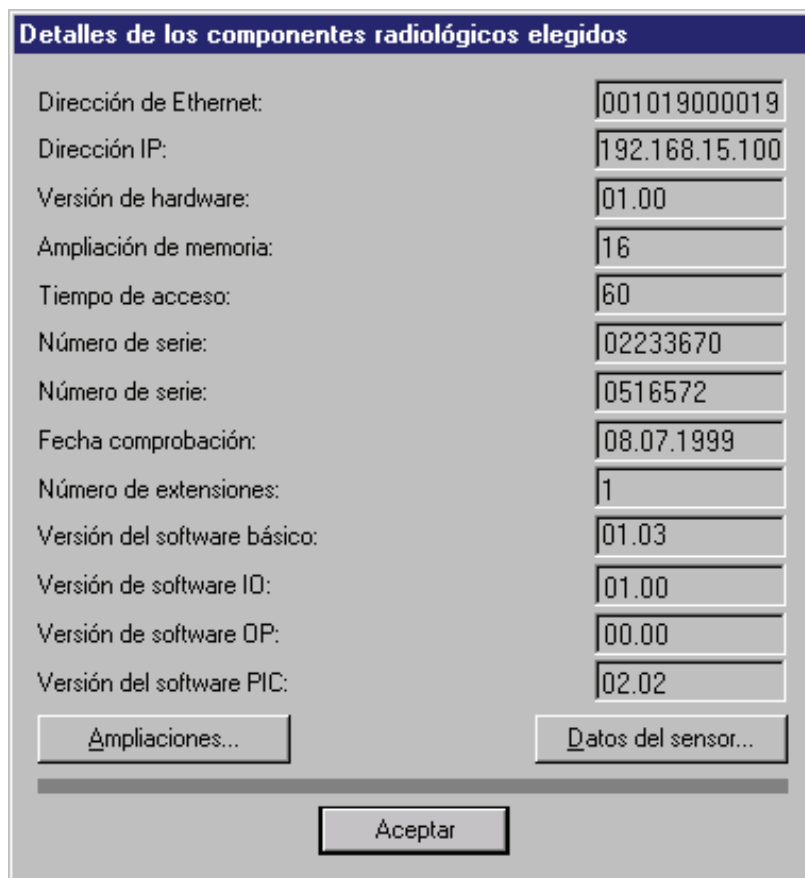 Detalles de los componentes radiológicos elegidos
Dirección de Ethernet: 001019000019
Dirección IP: 192.168.15.100
Versión de hardware: 01.00
Ampliación de memoria: 16
Tiempo de acceso: 60
Número de serie: 02233670
Número de serie: 0516572
Fecha comprobación: 08.07.1999
Número de extensiones: 1
Versión del software básico: 01.03
Versión de software IO: 01.00
Versión de software OP: 00.00
Versión del software PIC: 02.02
Ampliaciones... Datos del sensor...
Aceptar